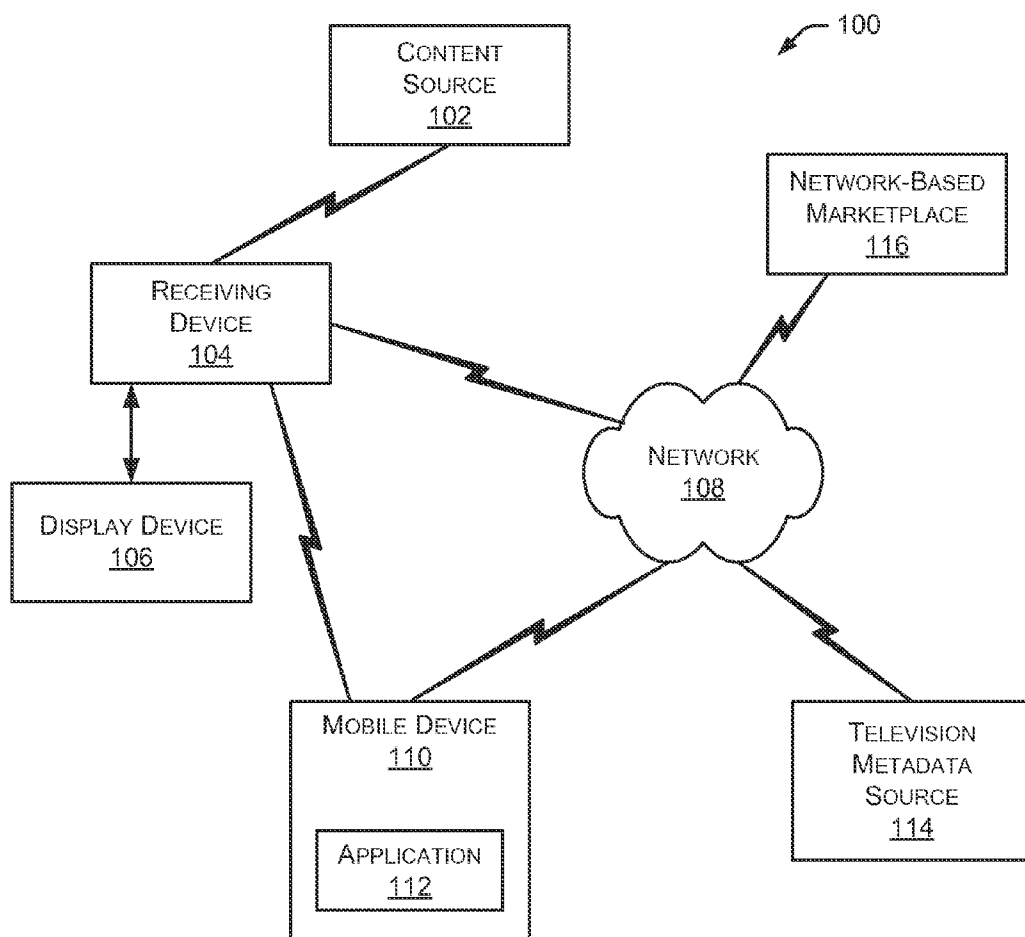 100
CONTENT
SOURCE
102
NETWORK-BASED
MARKETPLACE
116
RECEIVING
DEVICE
104
NETWORK
108
DISPLAY DEVICE
106
MOBILE DEVICE
110
APPLICATION
112
TELEVISION
METADATA
SOURCE
114